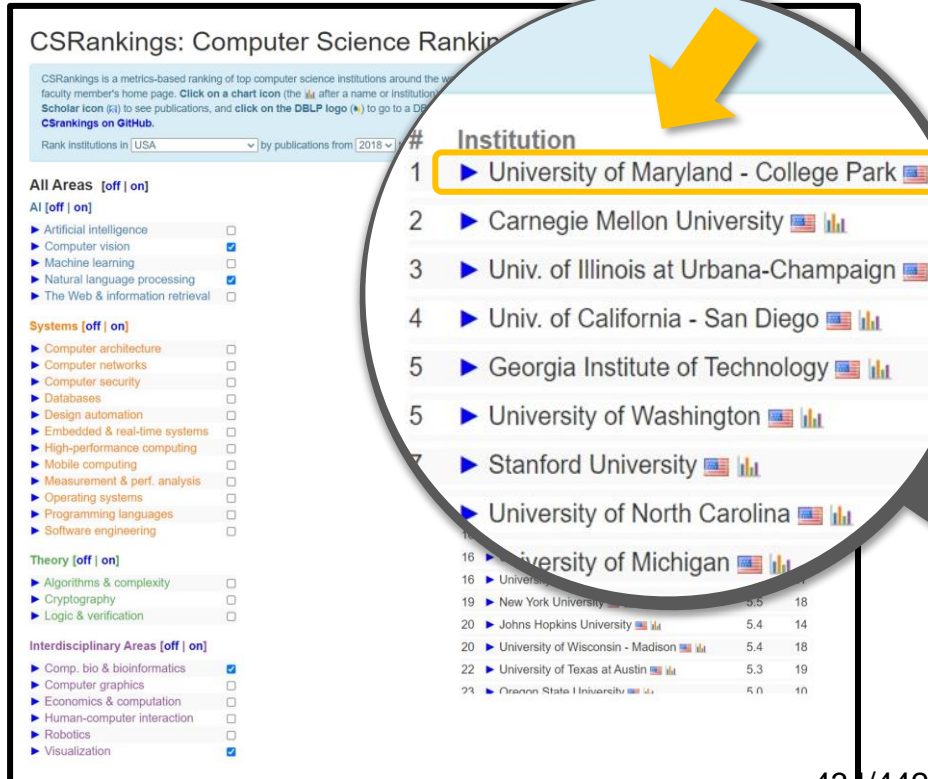 CSRankings: Computer Science
CSRankings is a metrics-based ranking of top computer science institutions around the
faculty member's home page. Click on a chart icon (the after a name or institution)
Scholar icon () to see publications, and click on the DBLP logo () to go to a
CSrankings on GitHub.
Rank institutions in USA by publications from 2018
All Areas [off | on]
AI [off | on]
Artificial intelligence
Computer vision
Machine learning
Natural language processing
The Web & information retrieval
Systems [off | on]
Computer architecture
Computer networks
Computer security
Databases
Design automation
Embedded & real-time systems
High-performance computing
Mobile computing
Measurement & perf. analysis
Operating systems
Programming languages
Software engineering
Theory [off | on]
Algorithms & complexity
Cryptography
Logic & verification
Interdisciplinary Areas [off | on]
Comp. bio & bioinformatics
Computer graphics
Economics & computation
Human-computer interaction
Robotics
Visualization
# Institution
1 University of Maryland - College Park
2 Carnegie Mellon University
3 Univ. of Illinois at Urbana-Champaign
4 Univ. of California - San Diego
5 Georgia Institute of Technology
5 University of Washington
7 Stanford University
University of North Carolina
University of Michigan
16
16
19 New York University 5.5 18
20 Johns Hopkins University 5.4 14
20 University of Wisconsin - Madison 5.4 18
22 University of Texas at Austin 5.3 19
23 Oregon State University 5.0 10